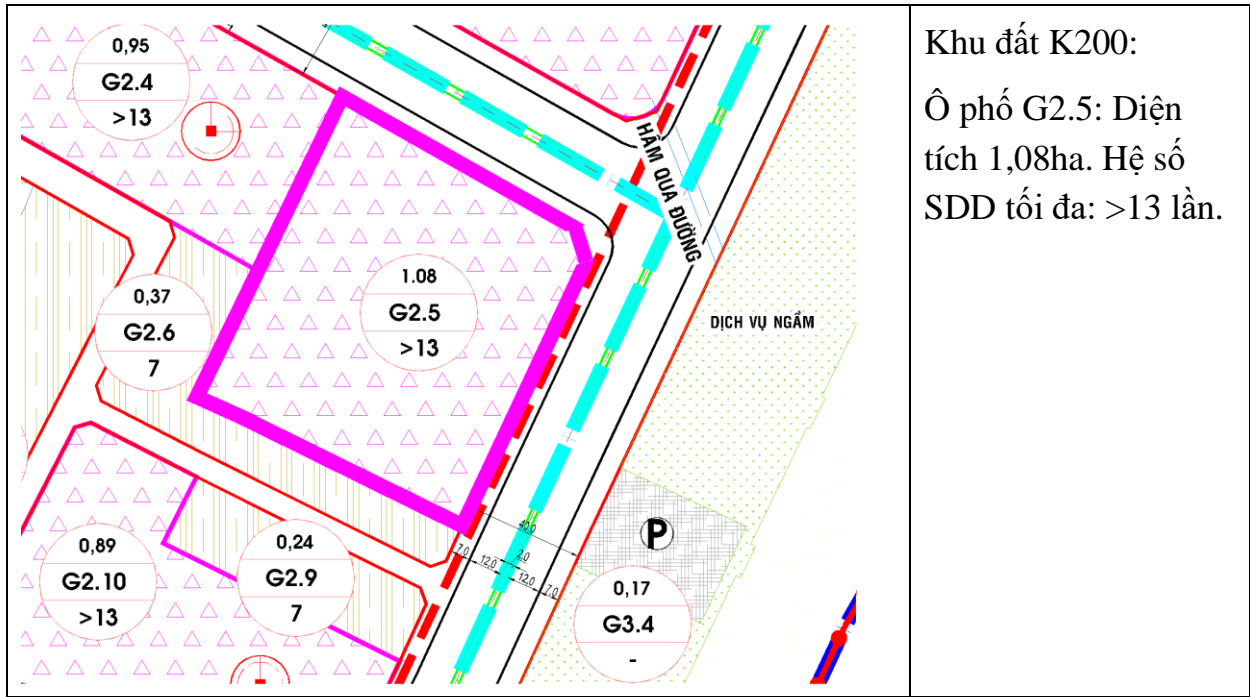 0,95
G2.4
>13
HẦM QUA ĐƯỜNG
1.08
G2.5
>13
0,37
G2.6
7
DỊCH VỤ NGẦM
0,89
G2.10
>13
0,24
G2.9
7
40,0
7.0
12,0
2.0
12,0
7.0
P
0,17
G3.4
-
Khu đất K200:
Ô phố G2.5: Diện
tích 1,08ha. Hệ số
SDD tối đa: >13 lần.